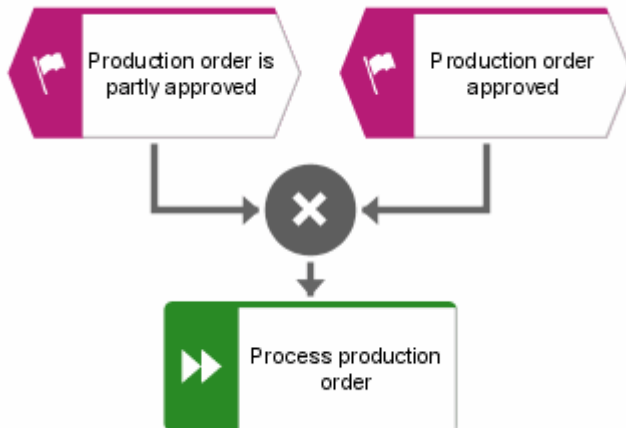 Production order is
partly approved
Production order
approved
Process production
order